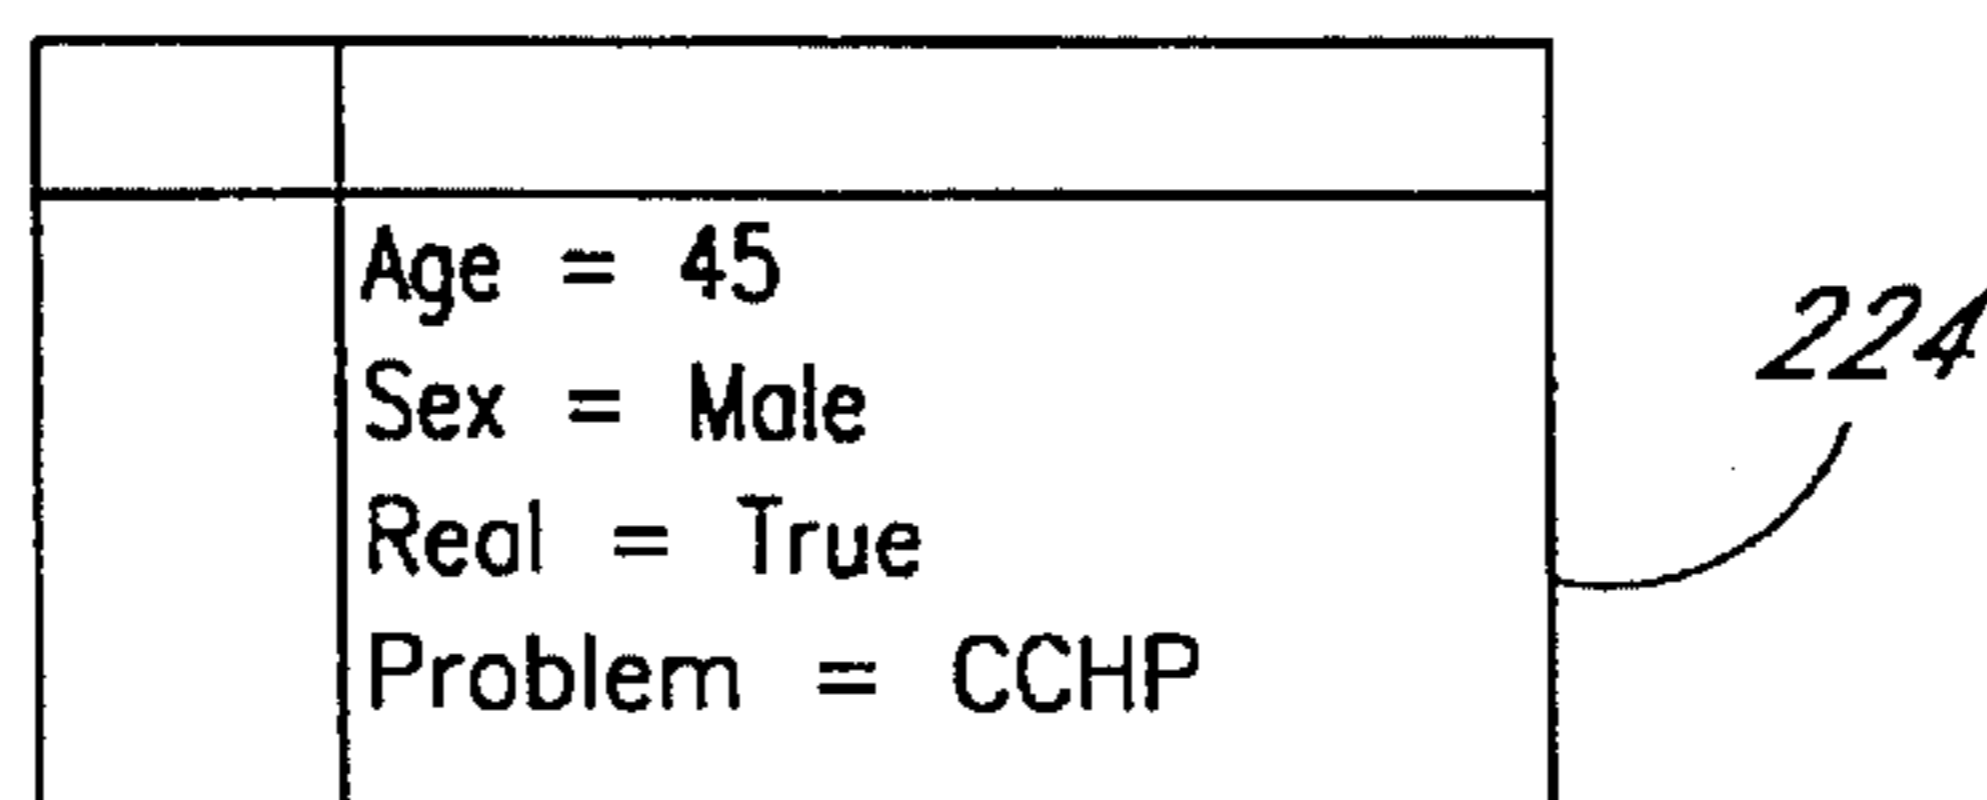 Age = 45
Sex = Male
Real = True
Problem = CCHP
224